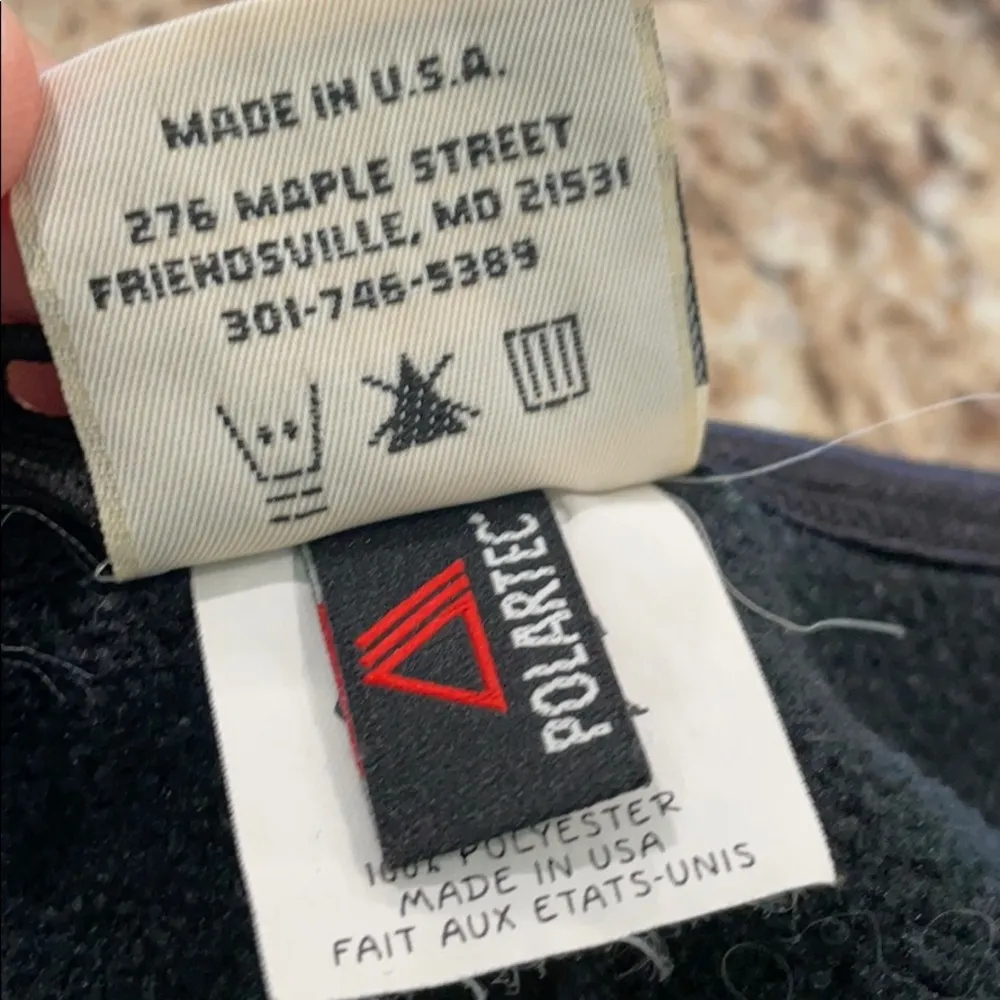 MADE IN U.S.A.
276 MAPLE STREET
FRIENDSVILLE, MD 21531
301-746-5389
POLARTEC
100% POLYESTER
MADE IN USA
FAIT AUX ETATS-UNIS